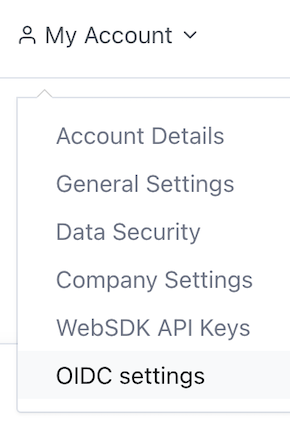 My Account
Account Details
General Settings
Data Security
Company Settings
WebSDK API Keys
OIDC settings